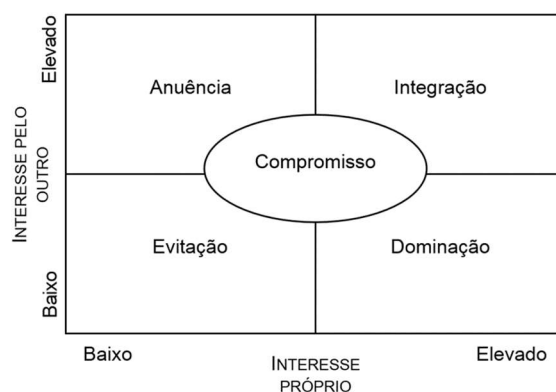 Elevado
Anuência
Integração
INTERESSE PELO
OUTRO
Compromisso
Evitação
Dominação
Baixo
Baixo
INTERESSE
PRÓPRIO
Elevado